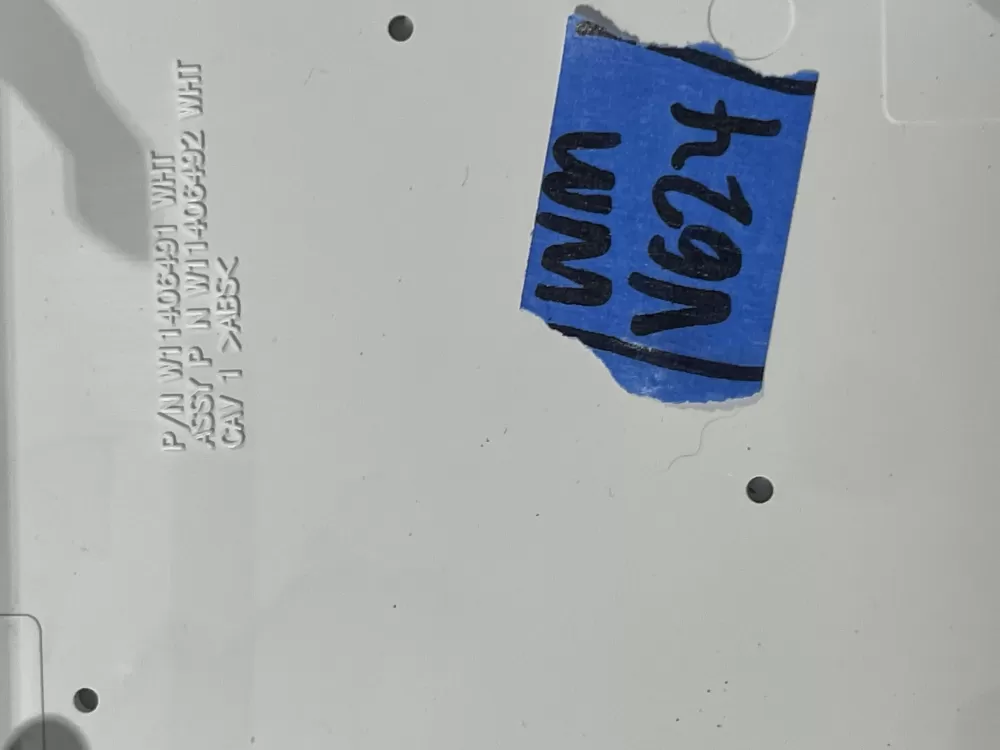 P/N W11406491 WHT
ASSY P N W11406492 WHT
CAV 1 >ABS<
V624
WM